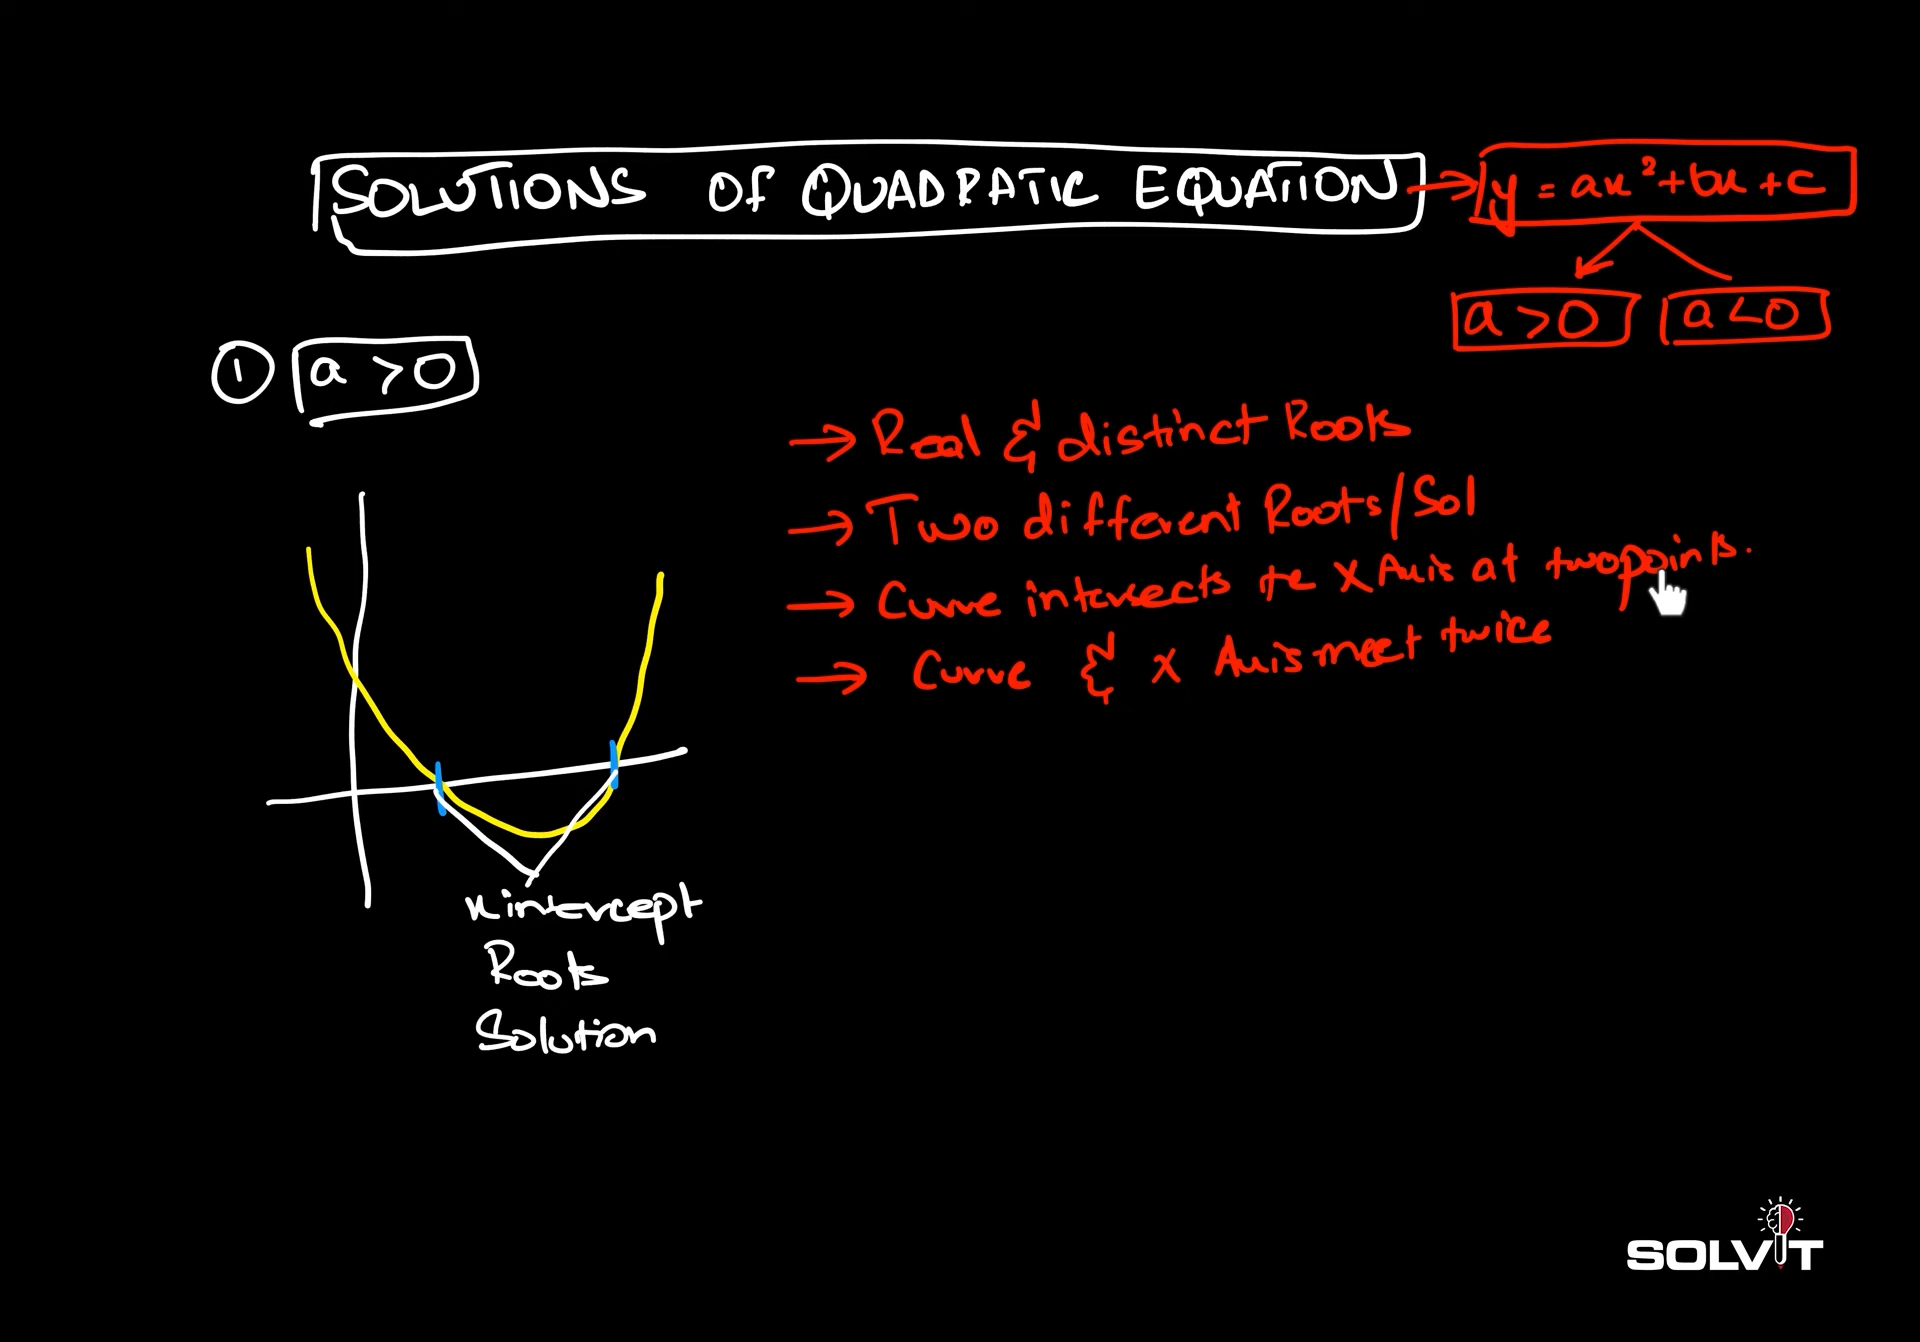 SOLUTIONS OF QUADRATIC EQUATION → y = ax²+bx+c
a>0 a<0
① a>0
→ Real & distinct Roots
→ Two different Roots/Sol
→ Curve intersects the X Axis at two points.
→ Curve & x Axis meet twice
x intercept
Roots
Solution
SOLVIT